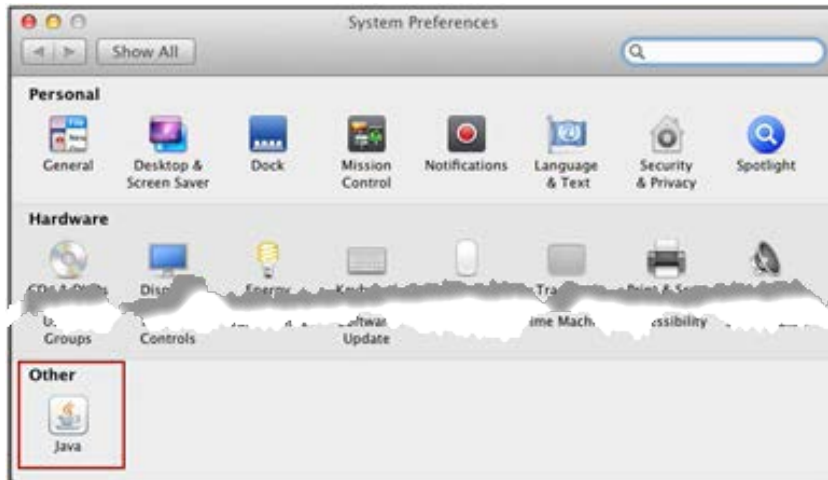 System Preferences
Show All
Personal
General
Desktop & Screen Saver
Dock
Mission Control
Notifications
Language & Text
Security & Privacy
Spotlight
Hardware
Energy
Groups
Controls
Update
Other
Java